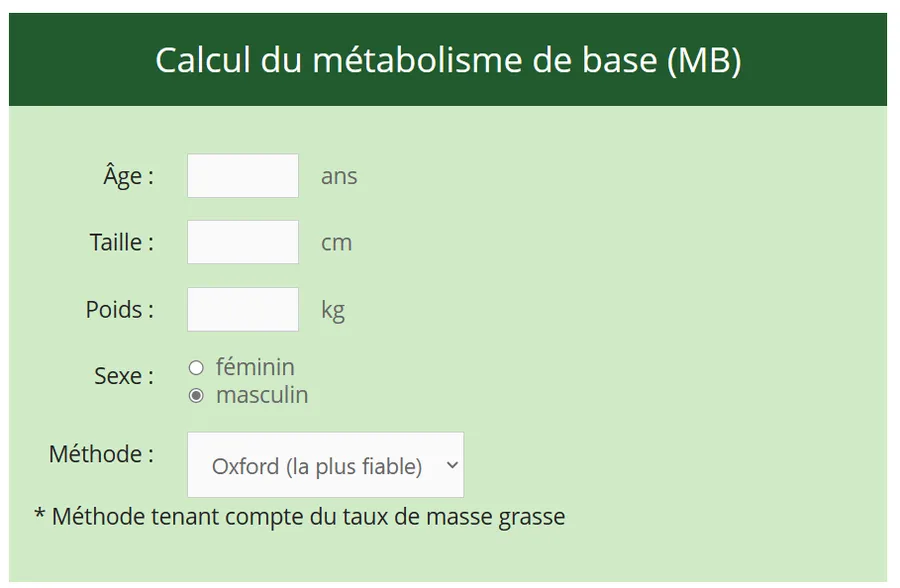 Calcul du métabolisme de base (MB)
Âge : ans
Taille : cm
Poids : kg
Sexe : féminin
masculin
Méthode : Oxford (la plus fiable)
* Méthode tenant compte du taux de masse grasse